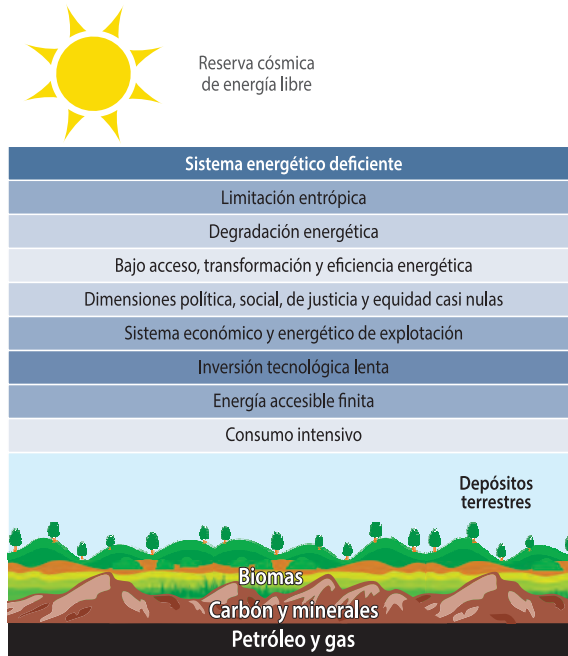 Reserva cósmica
de energía libre
Sistema energético deficiente
Limitación entrópica
Degradación energética
Bajo acceso, transformación y eficiencia energética
Dimensiones política, social, de justicia y equidad casi nulas
Sistema económico y energético de explotación
Inversión tecnológica lenta
Energía accesible finita
Consumo intensivo
Depósitos
terrestres
Biomas
Carbón y minerales
Petróleo y gas